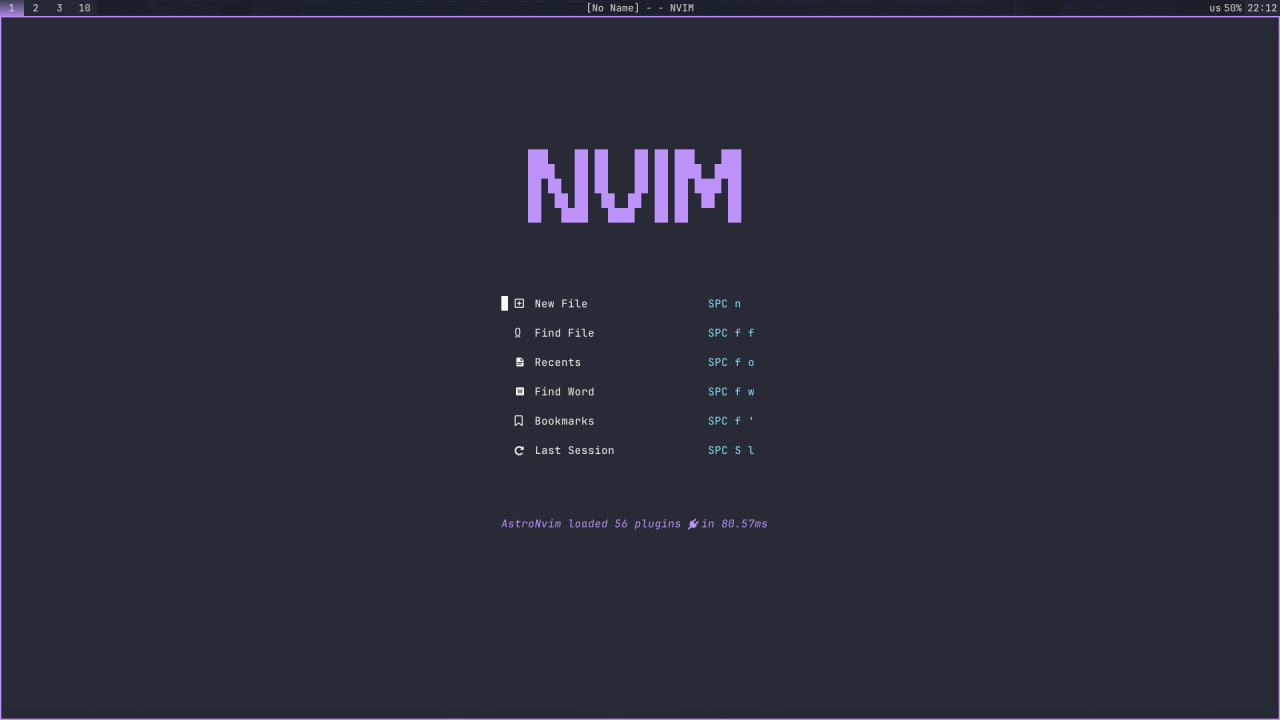 1 2 3 10 [No Name] - - NVIM us 50% 22:12
NVIM
New File SPC n
Find File SPC f f
Recents SPC f o
Find Word SPC f w
Bookmarks SPC f '
Last Session SPC S l
AstroNvim loaded 56 plugins in 80.57ms